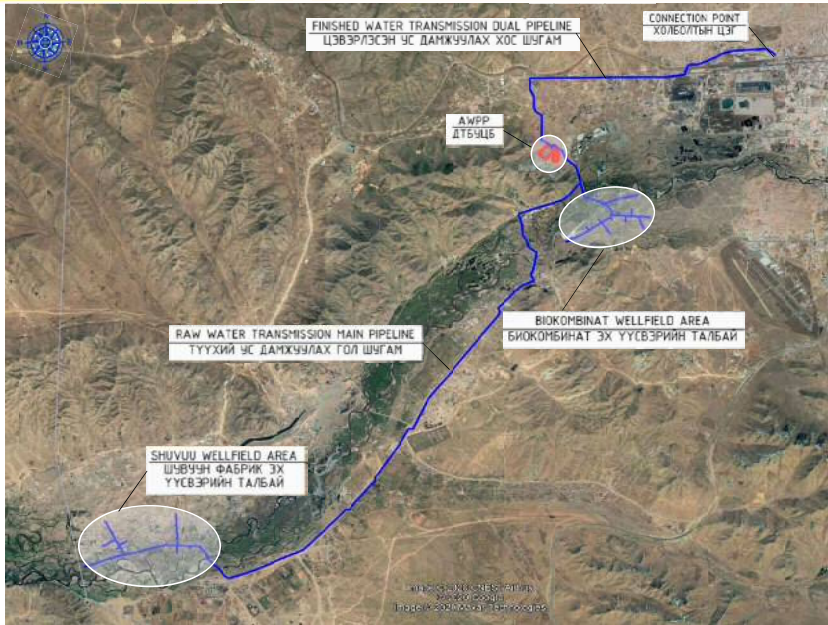 FINISHED WATER TRANSMISSION DUAL PIPELINE
ЦЭВЭРЛЭСЭН УС ДАМЖУУЛАХ ХОС ШУГАМ
CONNECTION POINT
ХОЛБОЛТЫН ЦЭГ
AWPP
ДТБУЦБ
BIOKOMBINAT WELLFIELD AREA
БИОКОМБИНАТ ЭХ ҮҮСВЭРИЙН ТАЛБАЙ
RAW WATER TRANSMISSION MAIN PIPELINE
ТҮҮХИЙ УС ДАМЖУУЛАХ ГОЛ ШУГАМ
SHUVUU WELLFIELD AREA
ШУВУУН ФАБРИК ЭХ
ҮҮСВЭРИЙН ТАЛБАЙ
Google
Technologies